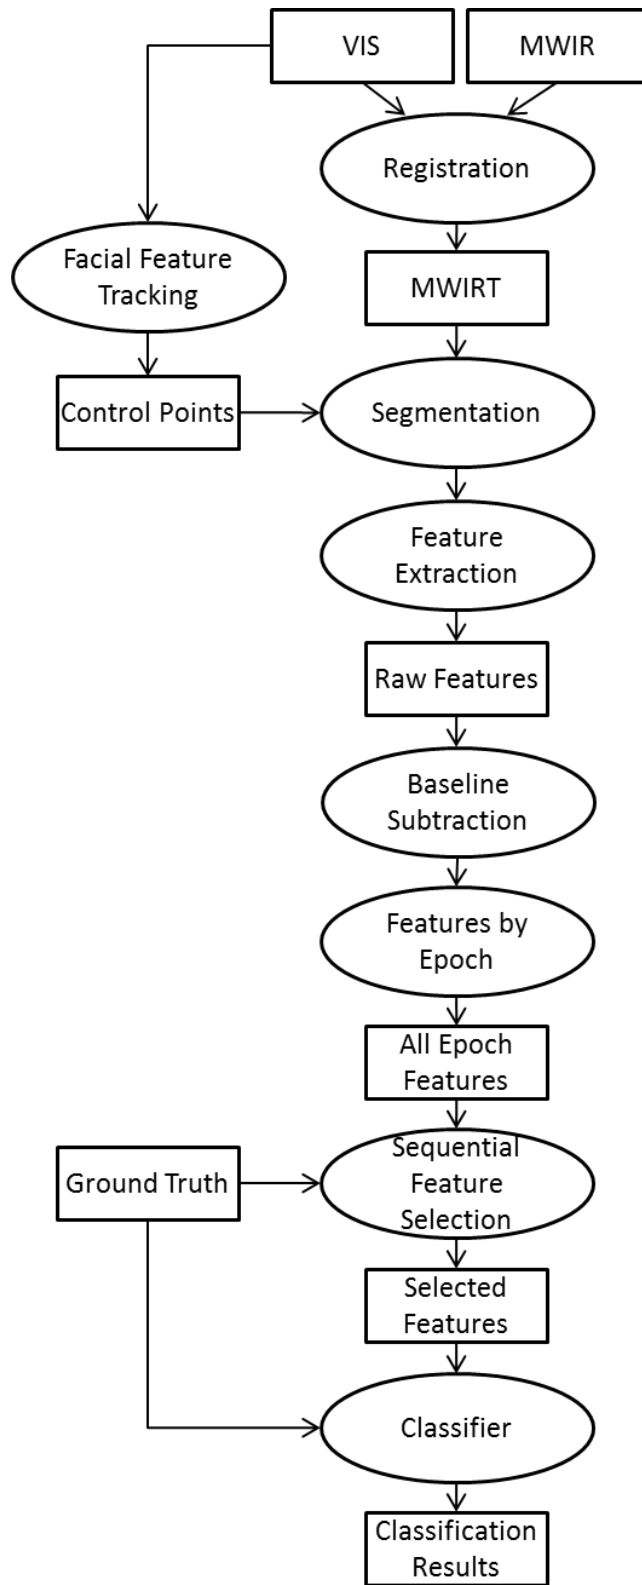 VIS
MWIR
Registration
Facial Feature
Tracking
MWIRT
Control Points
Segmentation
Feature
Extraction
Raw Features
Baseline
Subtraction
Features by
Epoch
All Epoch
Features
Ground Truth
Sequential
Feature
Selection
Selected
Features
Classifier
Classification
Results